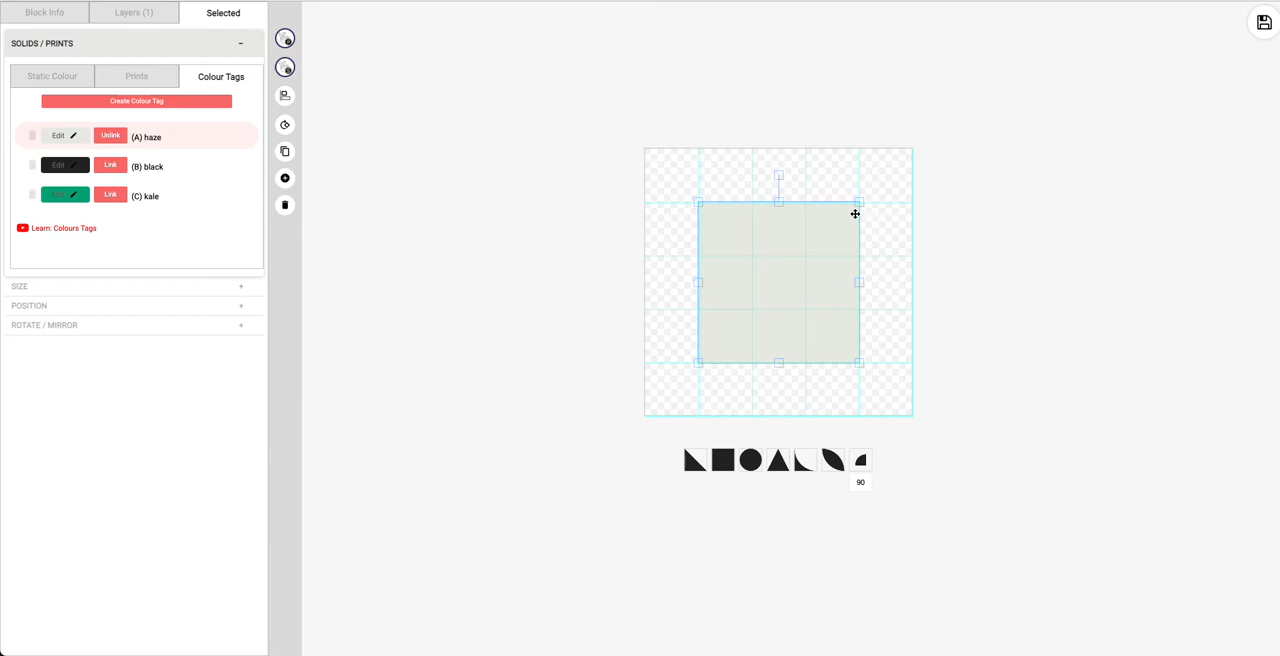 Block Info
Layers (1)
Selected
SOLIDS / PRINTS
Static Colour
Prints
Colour Tags
Create Colour Tag
Edit Unlink (A) haze
Edit Link (B) black
Edit Link (C) kale
Learn: Colours Tags
SIZE
POSITION
ROTATE / MIRROR
90